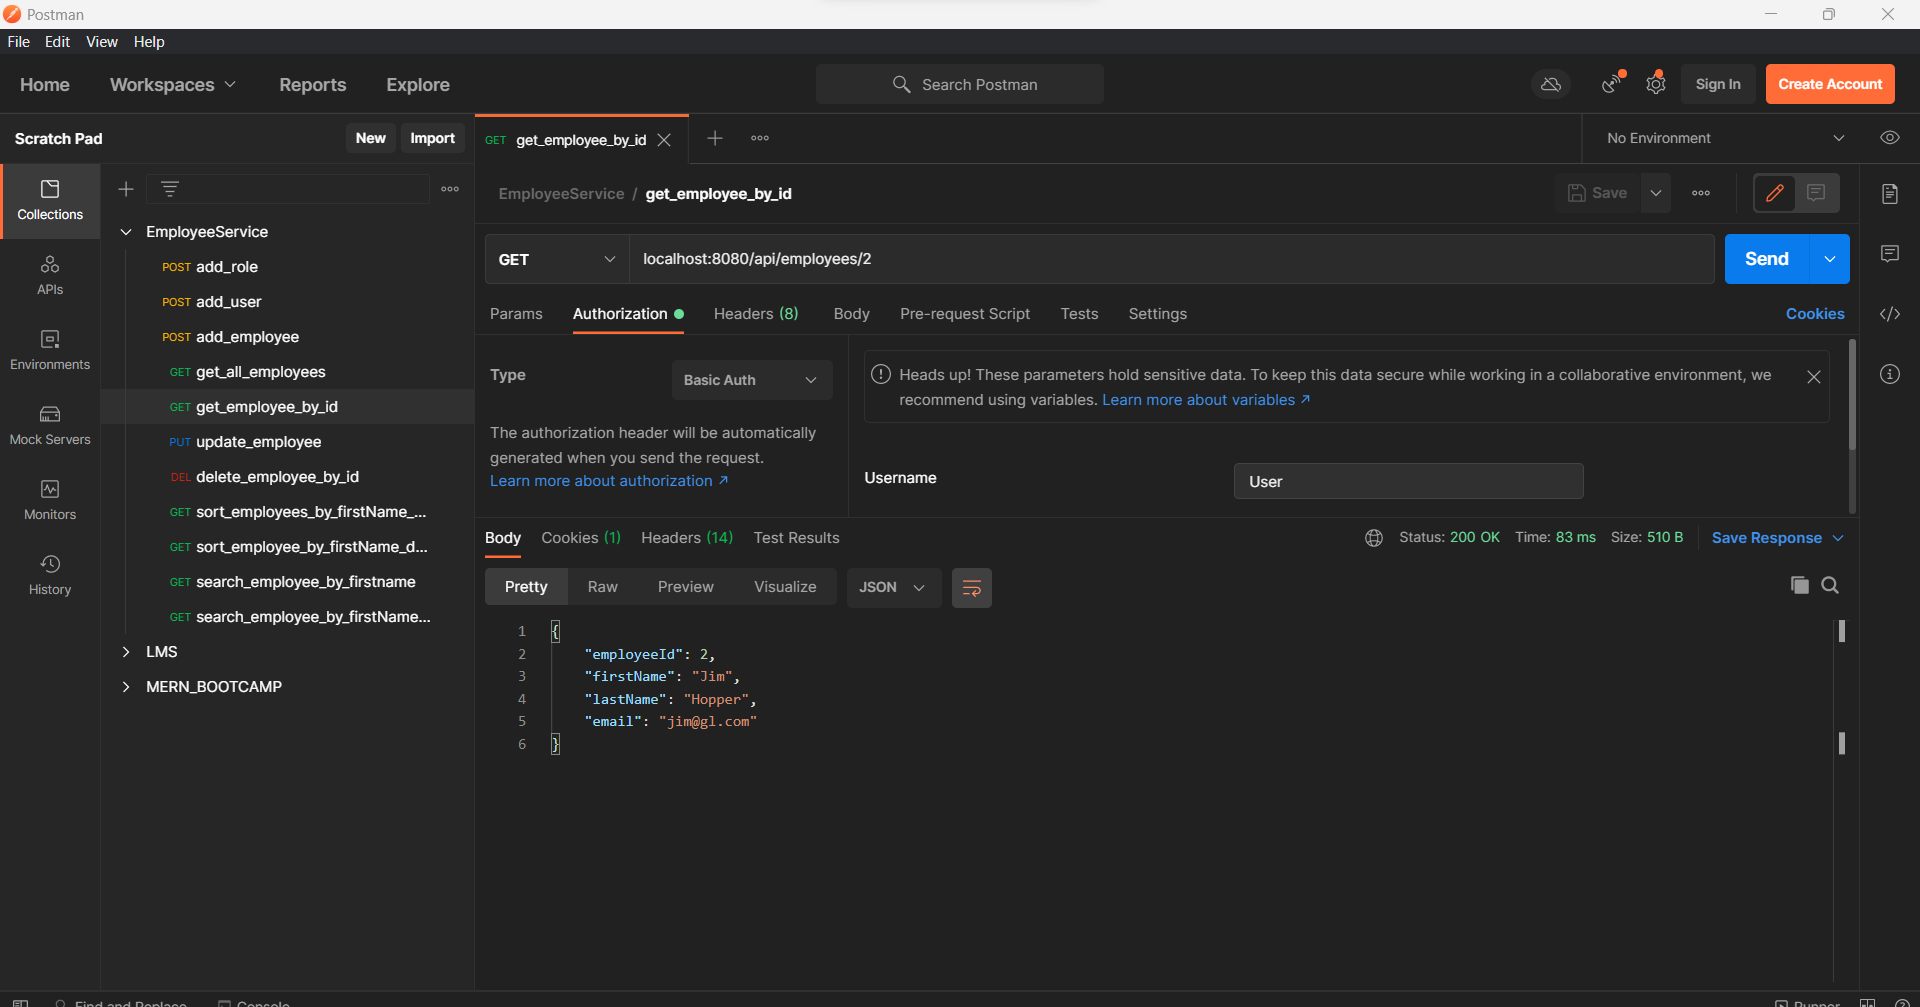 Postman
File Edit View Help
Home Workspaces Reports Explore Search Postman Sign In Create Account
Scratch Pad New Import GET get_employee_by_id No Environment
Collections
APIs
Environments
Mock Servers
Monitors
History
EmployeeService
POST add_role
POST add_user
POST add_employee
GET get_all_employees
GET get_employee_by_id
PUT update_employee
DEL delete_employee_by_id
GET sort_employees_by_firstName_...
GET sort_employee_by_firstName_d...
GET search_employee_by_firstname
GET search_employee_by_firstName...
LMS
MERN_BOOTCAMP
EmployeeService / get_employee_by_id Save
GET localhost:8080/api/employees/2 Send
Params Authorization Headers (8) Body Pre-request Script Tests Settings Cookies
Type Basic Auth
The authorization header will be automatically
generated when you send the request.
Learn more about authorization ↗
Heads up! These parameters hold sensitive data. To keep this data secure while working in a collaborative environment, we
recommend using variables. Learn more about variables ↗
Username User
Body Cookies (1) Headers (14) Test Results Status: 200 OK Time: 83 ms Size: 510 B Save Response
Pretty Raw Preview Visualize JSON
1 {
2 "employeeId": 2,
3 "firstName": "Jim",
4 "lastName": "Hopper",
5 "email": "jim@gl.com"
6 }
Find and Replace Console Runner